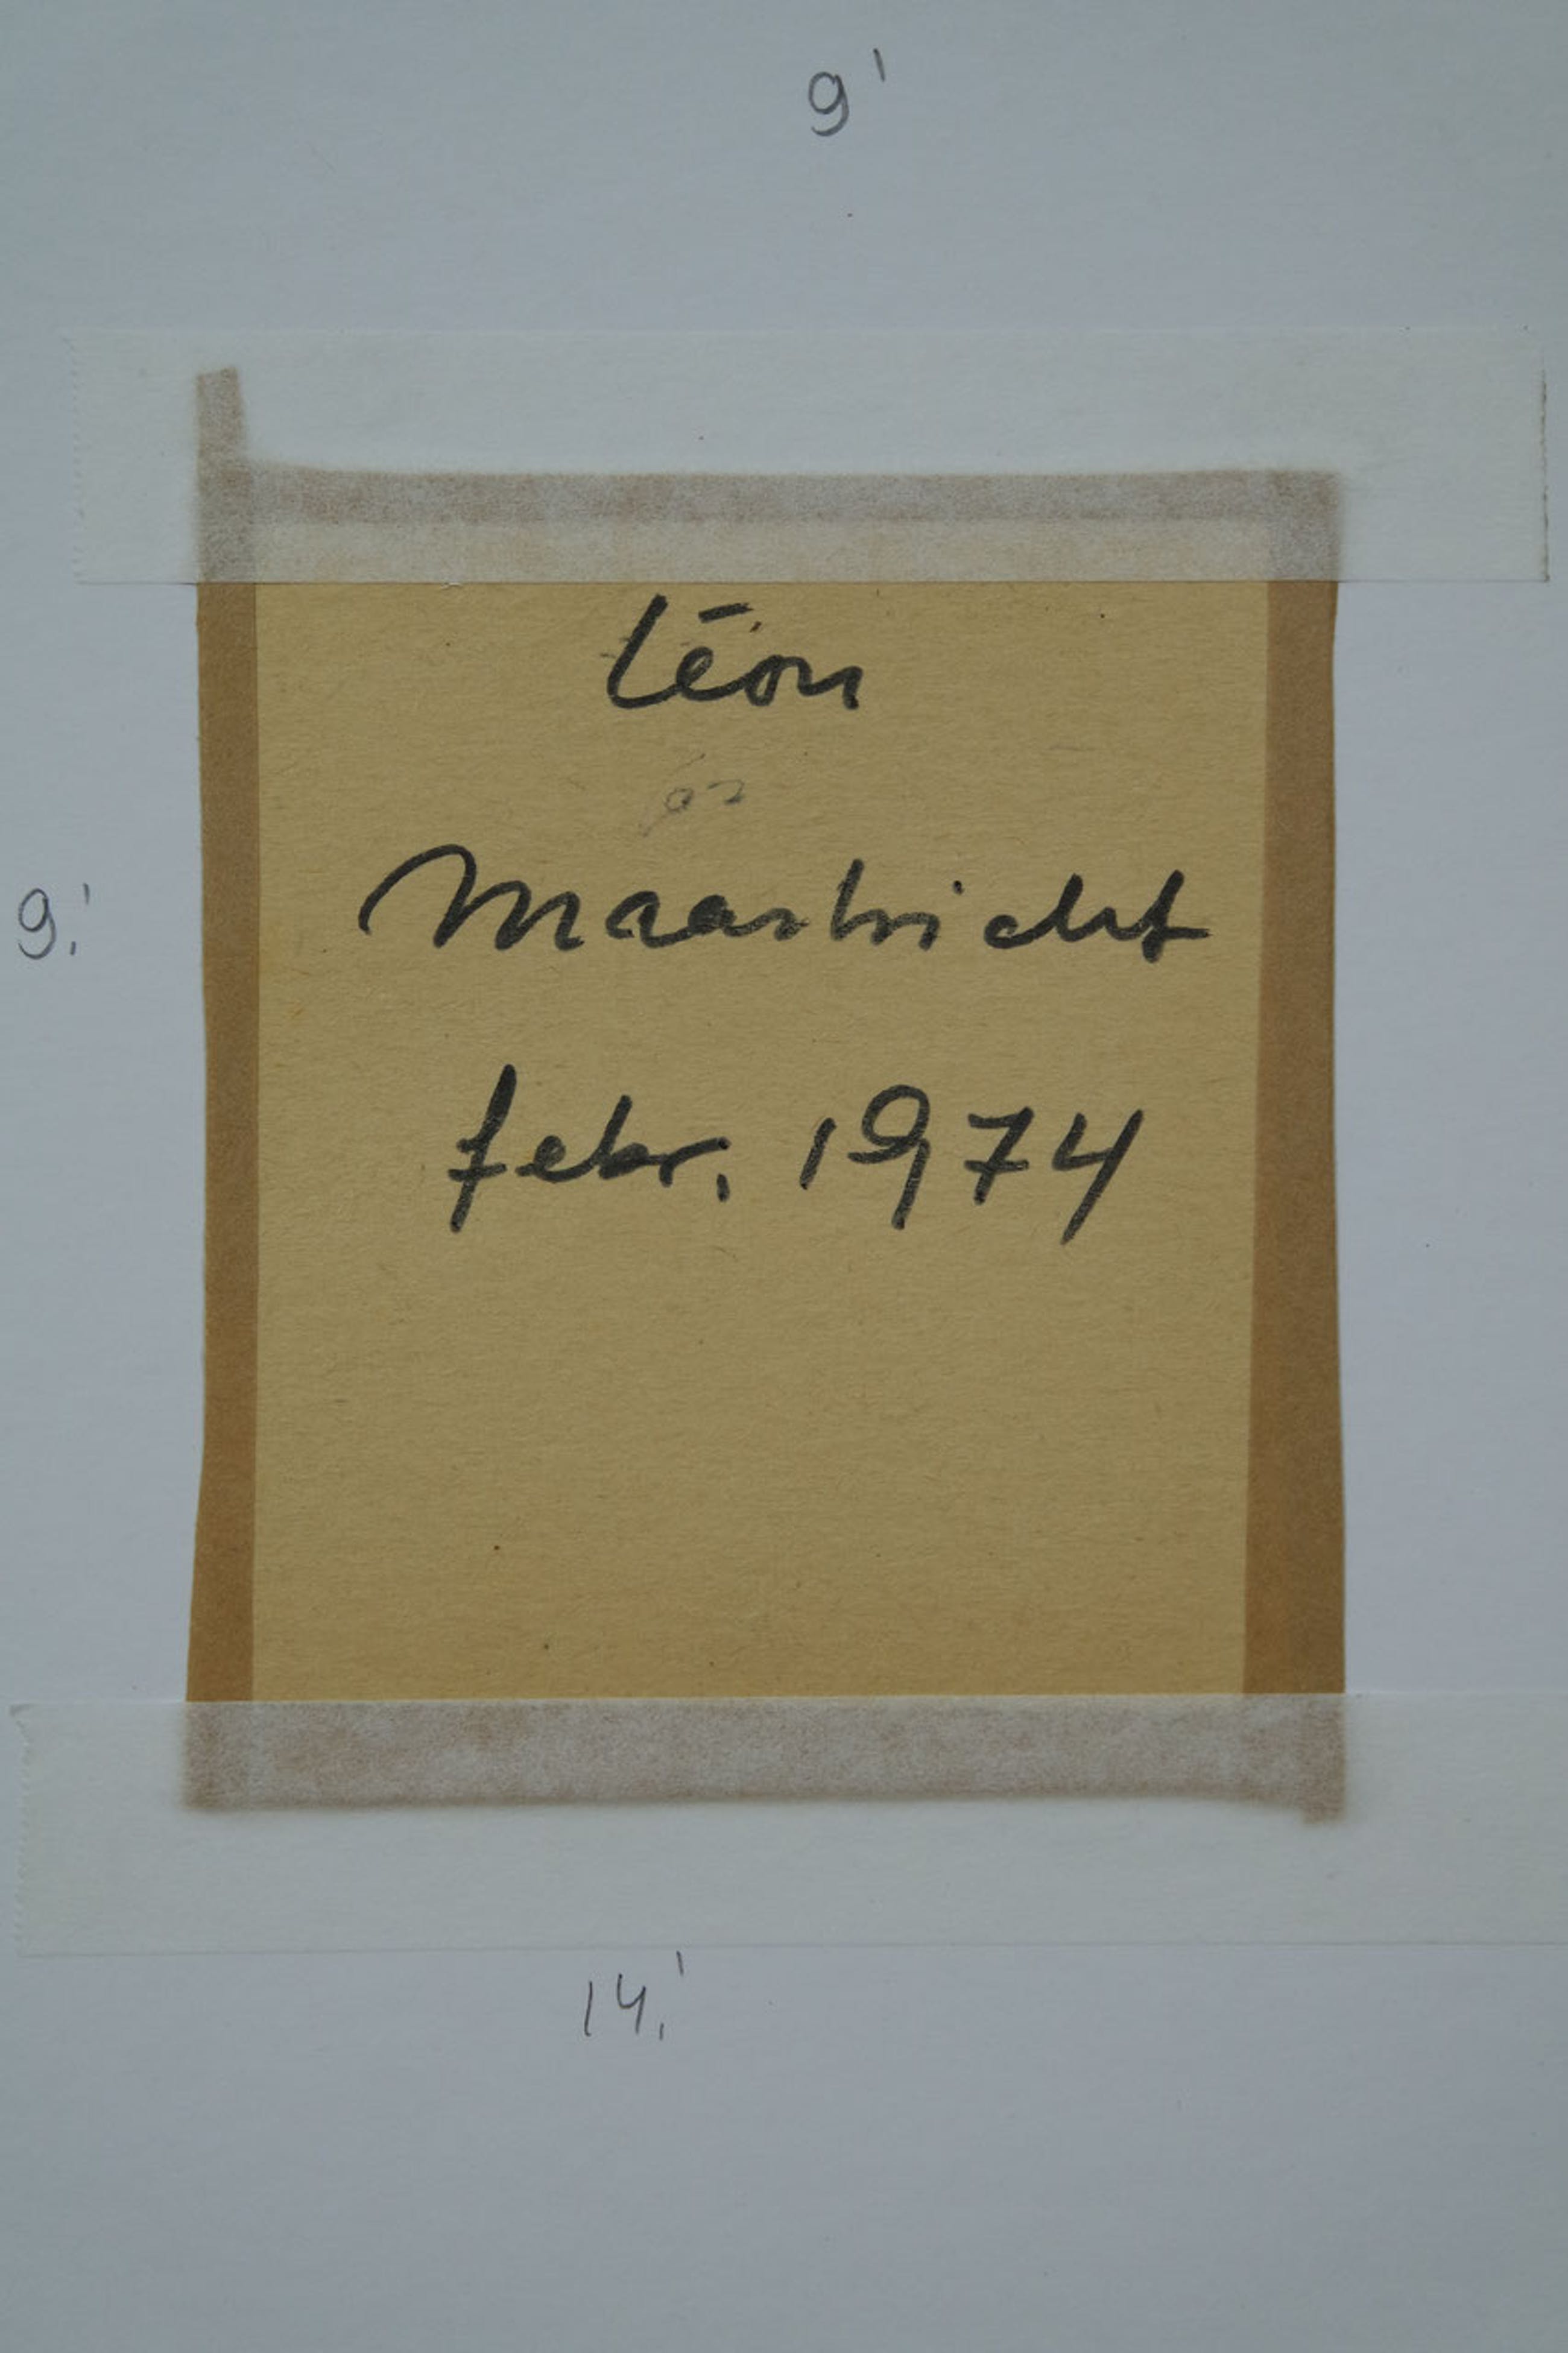 9'
Léon
Maastricht
9.'
febr. 1974
14.'